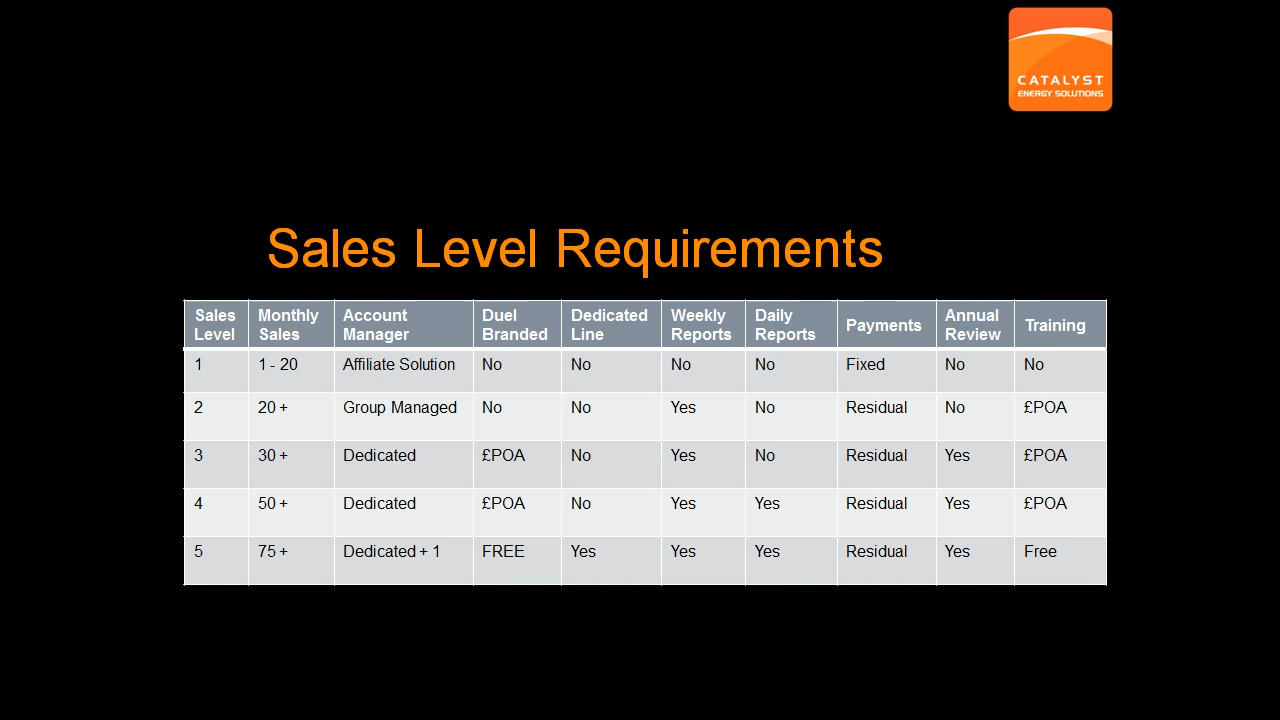 CATALYST
ENERGY SOLUTIONS
Sales Level Requirements
Sales Level Monthly Sales Account Manager Duel Branded Dedicated Line Weekly Reports Daily Reports Payments Annual Review Training
1 1 - 20 Affiliate Solution No No No No Fixed No No
2 20 + Group Managed No No Yes No Residual No £POA
3 30 + Dedicated £POA No Yes No Residual Yes £POA
4 50 + Dedicated £POA No Yes Yes Residual Yes £POA
5 75 + Dedicated + 1 FREE Yes Yes Yes Residual Yes Free